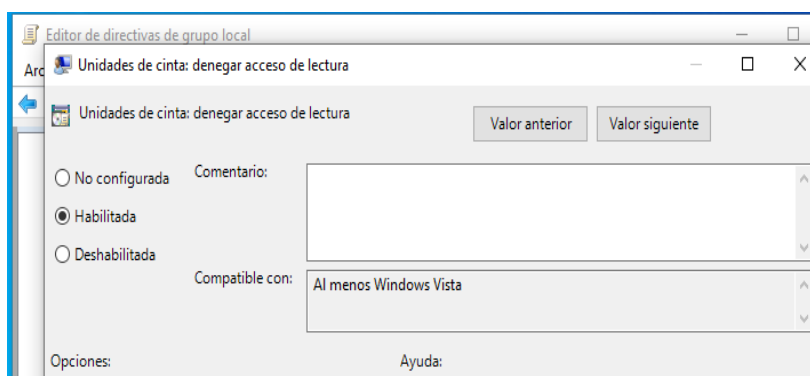 Editor de directivas de grupo local
Arc
Unidades de cinta: denegar acceso de lectura
Unidades de cinta: denegar acceso de lectura
Valor anterior
Valor siguiente
No configurada
Comentario:
Habilitada
Deshabilitada
Compatible con:
Al menos Windows Vista
Opciones:
Ayuda: